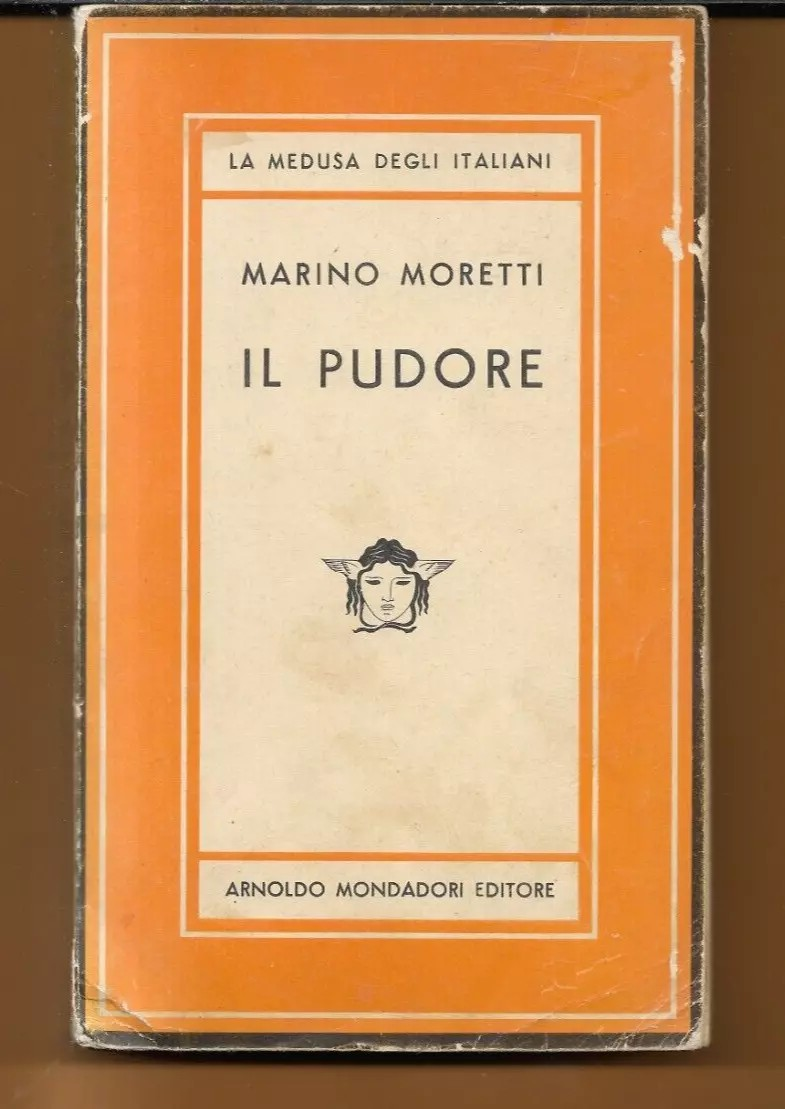 LA MEDUSA DEGLI ITALIANI
MARINO MORETTI
IL PUDORE
ARNOLDO MONDADORI EDITORE